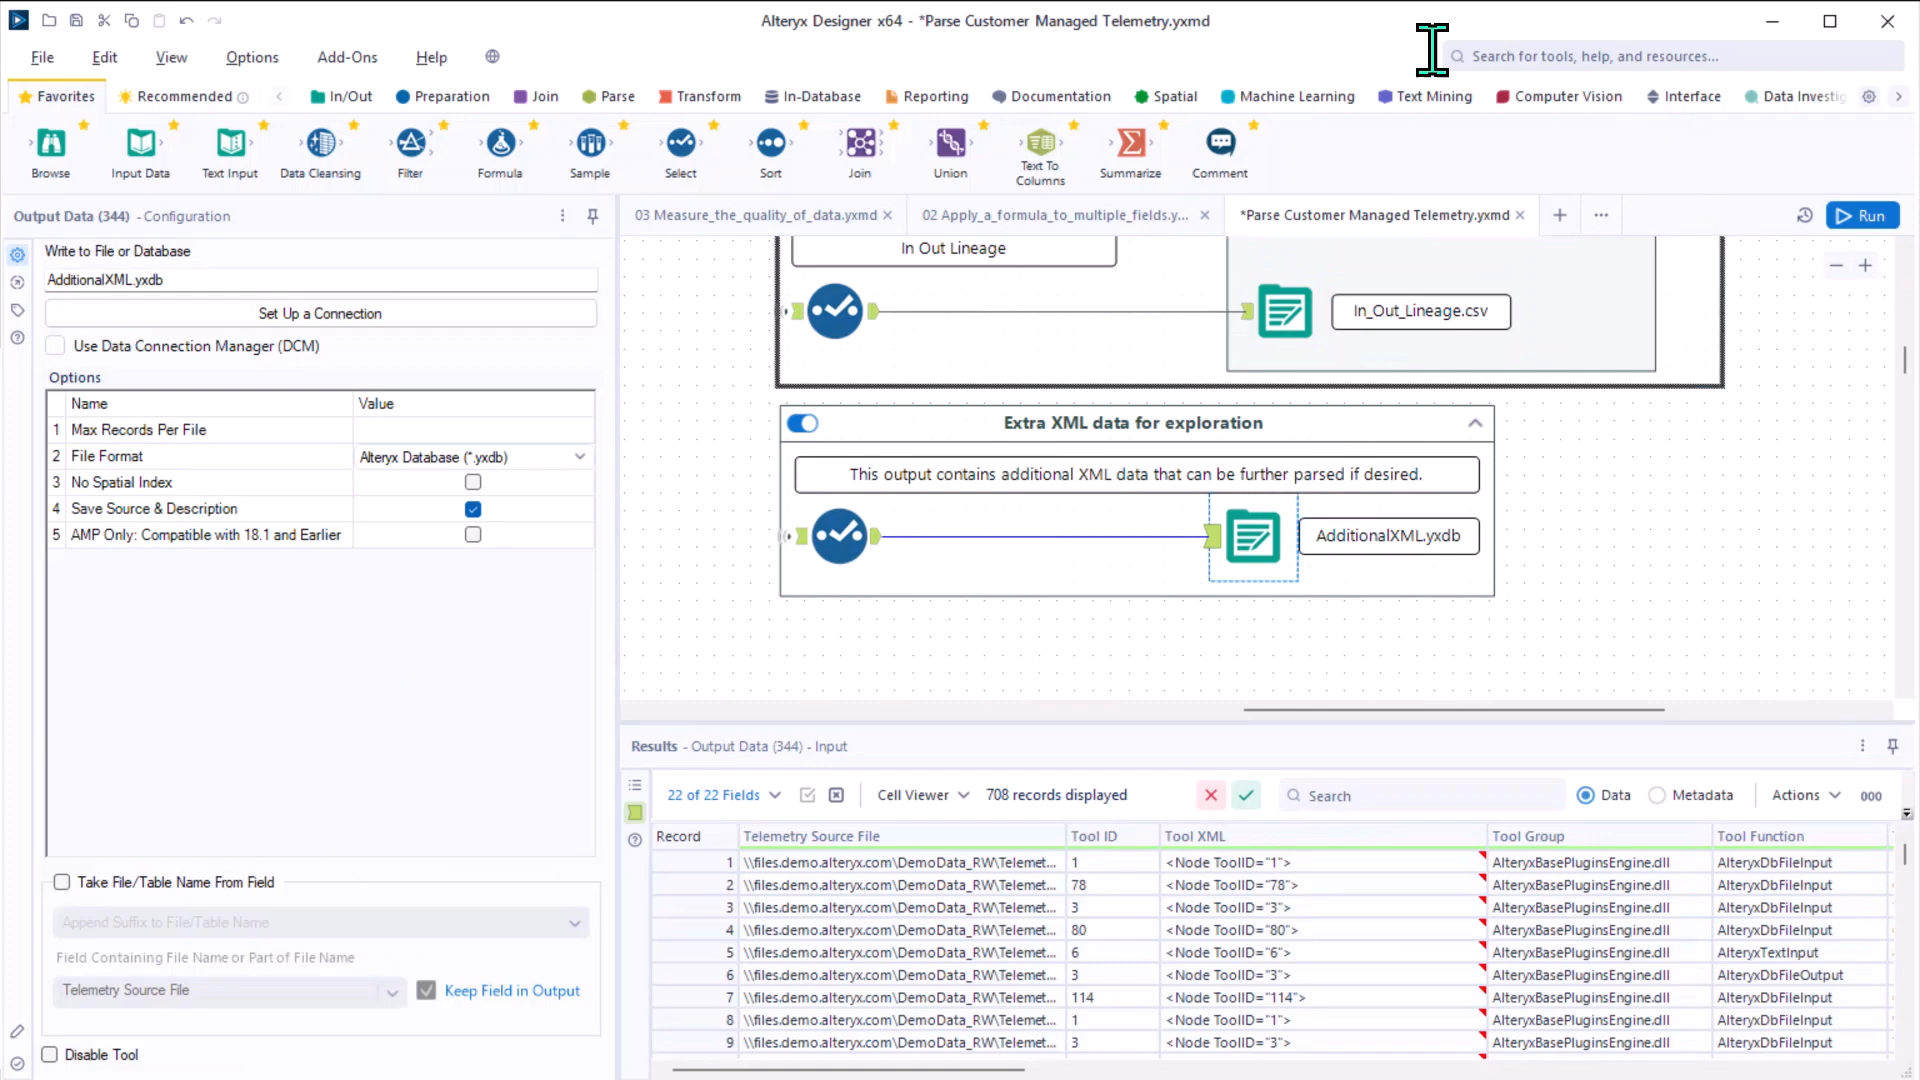 Alteryx Designer x64 - *Parse Customer Managed Telemetry.yxmd
File Edit View Options Add-Ons Help
Search for tools, help, and resources...
Favorites Recommended In/Out Preparation Join Parse Transform In-Database Reporting Documentation Spatial Machine Learning Text Mining Computer Vision Interface Data Investig
Browse Input Data Text Input Data Cleansing Filter Formula Sample Select Sort Join Union Text To Columns Summarize Comment
Output Data (344) - Configuration
03 Measure_the_quality_of_data.yxmd 02 Apply_a_formula_to_multiple_fields.y... *Parse Customer Managed Telemetry.yxmd Run
Write to File or Database
AdditionalXML.yxdb
Set Up a Connection
Use Data Connection Manager (DCM)
Options
Name Value
1 Max Records Per File
2 File Format Alteryx Database (*.yxdb)
3 No Spatial Index
4 Save Source & Description
5 AMP Only: Compatible with 18.1 and Earlier
Take File/Table Name From Field
Append Suffix to File/Table Name
Field Containing File Name or Part of File Name
Telemetry Source File Keep Field in Output
Disable Tool
In Out Lineage
In_Out_Lineage.csv
Extra XML data for exploration
This output contains additional XML data that can be further parsed if desired.
AdditionalXML.yxdb
Results - Output Data (344) - Input
22 of 22 Fields Cell Viewer 708 records displayed Search Data Metadata Actions 000
Record Telemetry Source File Tool ID Tool XML Tool Group Tool Function
1 \\files.demo.alteryx.com\DemoData_RW\Telemet... 1 <Node ToolID="1"> AlteryxBasePluginsEngine.dll AlteryxDbFileInput
2 \\files.demo.alteryx.com\DemoData_RW\Telemet... 78 <Node ToolID="78"> AlteryxBasePluginsEngine.dll AlteryxDbFileInput
3 \\files.demo.alteryx.com\DemoData_RW\Telemet... 3 <Node ToolID="3"> AlteryxBasePluginsEngine.dll AlteryxDbFileInput
4 \\files.demo.alteryx.com\DemoData_RW\Telemet... 80 <Node ToolID="80"> AlteryxBasePluginsEngine.dll AlteryxDbFileInput
5 \\files.demo.alteryx.com\DemoData_RW\Telemet... 6 <Node ToolID="6"> AlteryxBasePluginsEngine.dll AlteryxTextInput
6 \\files.demo.alteryx.com\DemoData_RW\Telemet... 3 <Node ToolID="3"> AlteryxBasePluginsEngine.dll AlteryxDbFileOutput
7 \\files.demo.alteryx.com\DemoData_RW\Telemet... 114 <Node ToolID="114"> AlteryxBasePluginsEngine.dll AlteryxDbFileInput
8 \\files.demo.alteryx.com\DemoData_RW\Telemet... 1 <Node ToolID="1"> AlteryxBasePluginsEngine.dll AlteryxDbFileInput
9 \\files.demo.alteryx.com\DemoData_RW\Telemet... 3 <Node ToolID="3"> AlteryxBasePluginsEngine.dll AlteryxDbFileInput